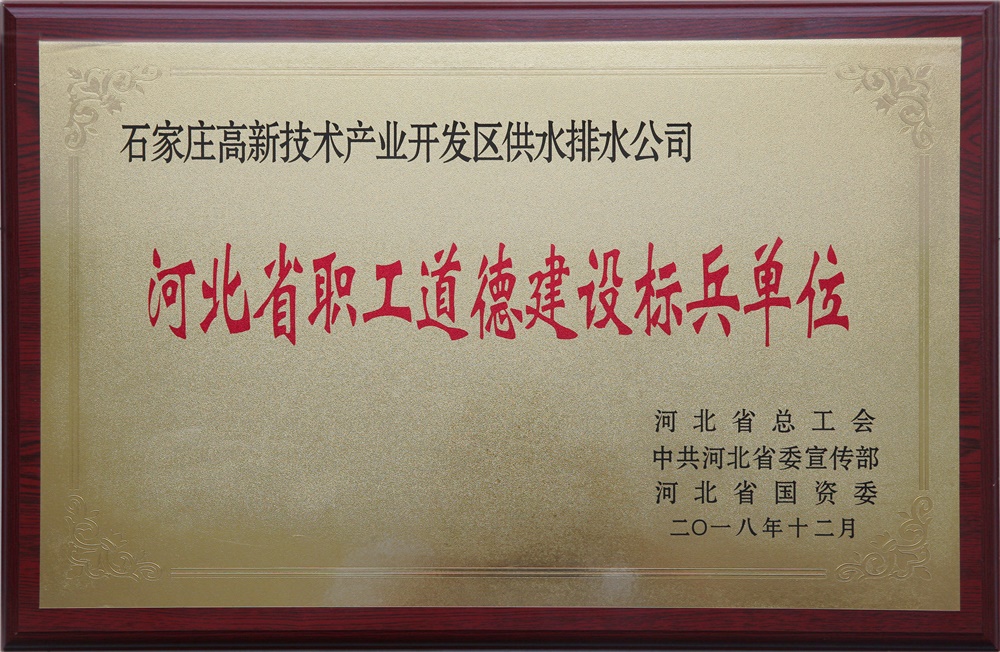 石家庄高新技术产业开发区供水排水公司
河北省职工道德建设标兵单位
河北省总工会
中共河北省委宣传部
河北省国资委
二〇一八年十二月